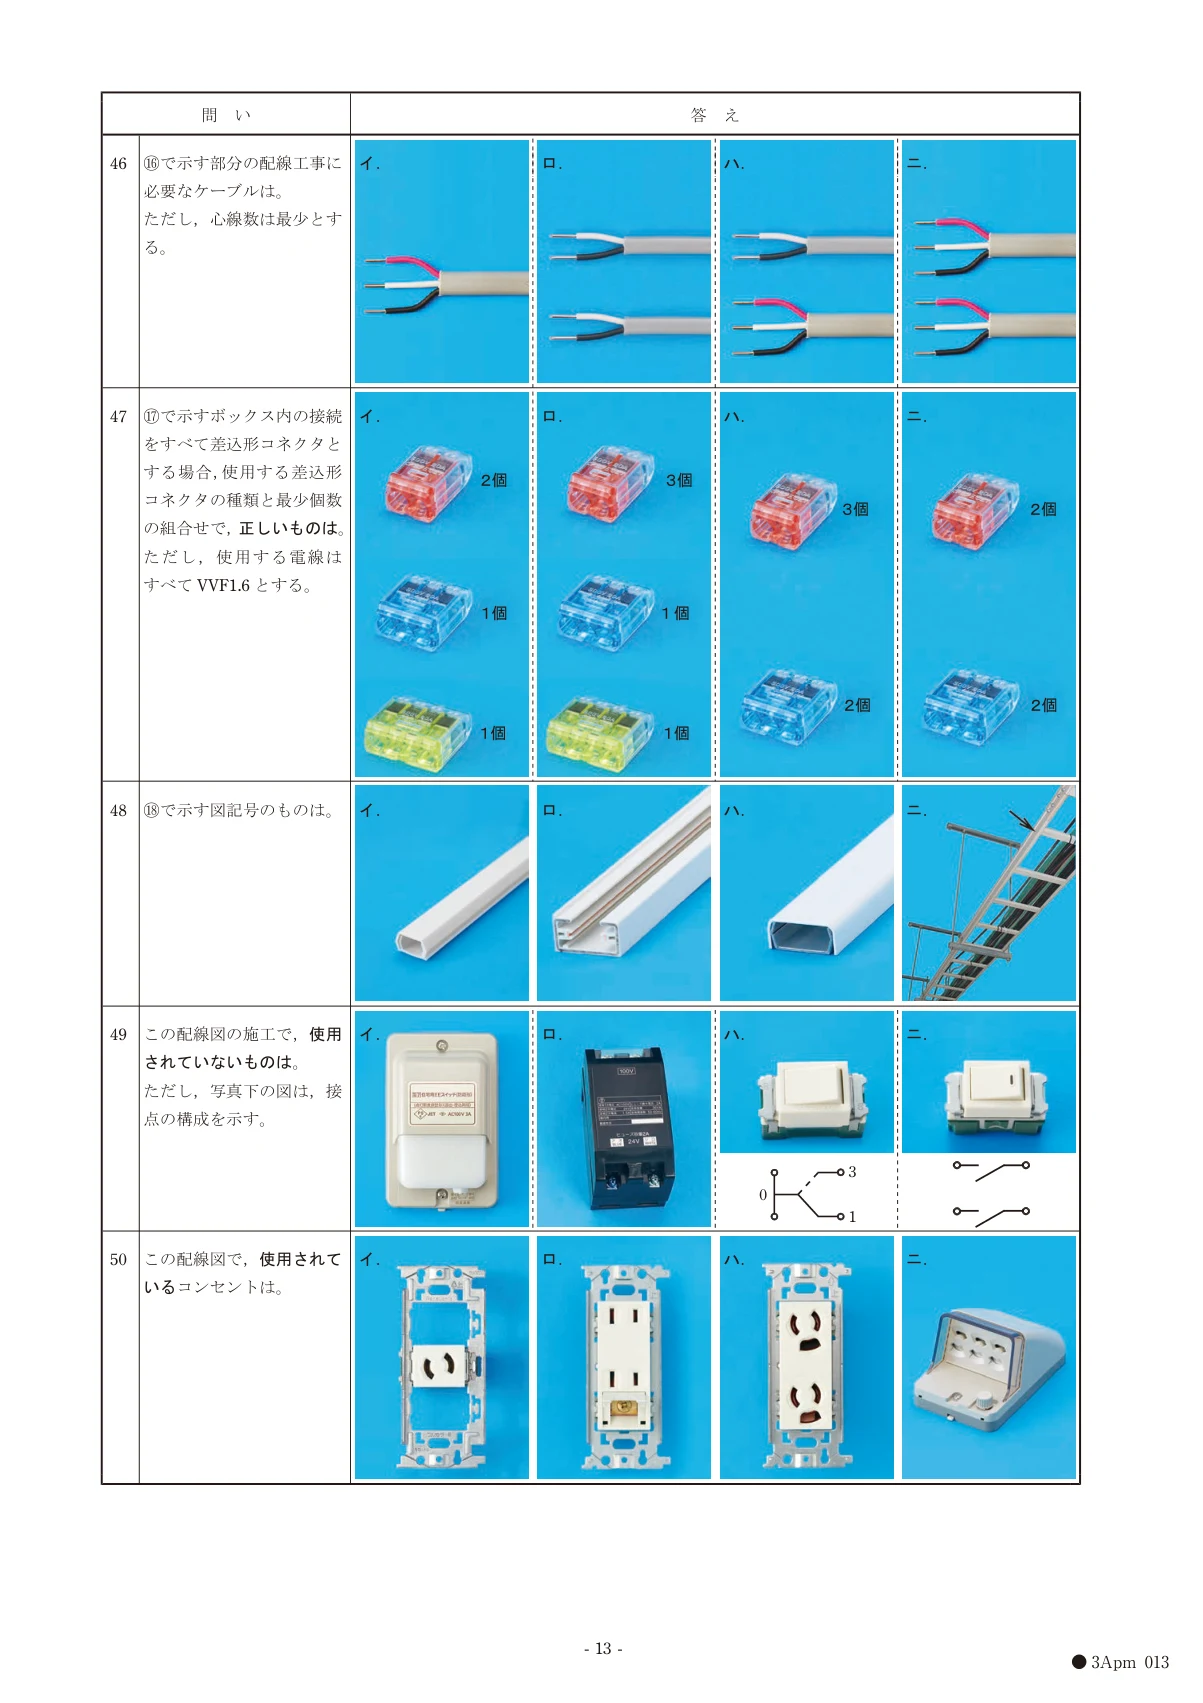 問 い
答 え
46
⑯で示す部分の配線工事に
必要なケーブルは。
ただし，心線数は最少とす
る。
イ．
ロ．
ハ．
ニ．
47
⑰で示すボックス内の接続
をすべて差込形コネクタと
する場合，使用する差込形
コネクタの種類と最少個数
の組合せで，正しいものは。
ただし，使用する電線は
すべて VVF1.6 とする。
イ．
2個
1個
1個
ロ．
3個
1個
1個
ハ．
3個
2個
ニ．
2個
2個
48
⑱で示す図記号のものは。
イ．
ロ．
ハ．
ニ．
49
この配線図の施工で，使用
されていないものは。
ただし，写真下の図は，接
点の構成を示す。
イ．
JET
AC100V 3A
ロ．
100V
24V
ハ．
0
3
1
ニ．
50
この配線図で，使用されて
いるコンセントは。
イ．
ロ．
ハ．
ニ．
- 13 -
●3Apm 013